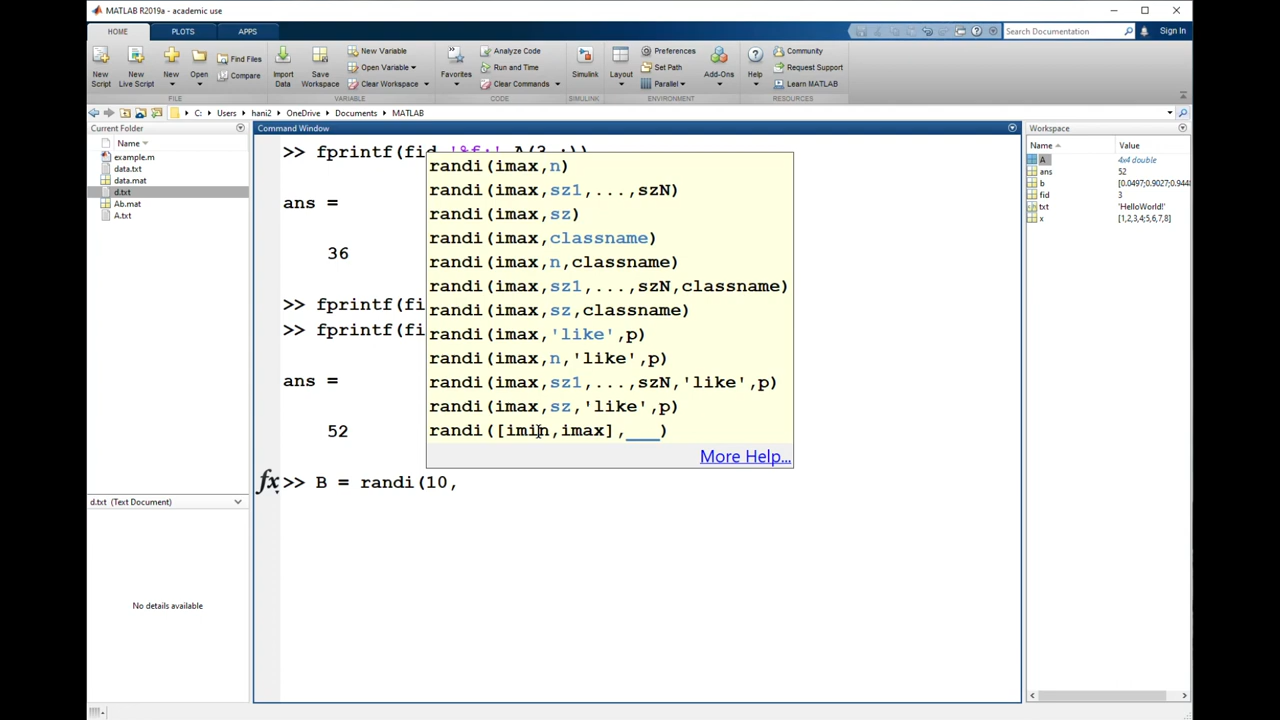 MATLAB R2019a - academic use
HOME PLOTS APPS
Search Documentation
Sign In
New Script
New Live Script
New
Open
Find Files
Compare
Import Data
Save Workspace
New Variable
Open Variable
Clear Workspace
Favorites
Analyze Code
Run and Time
Clear Commands
Simulink
Layout
Preferences
Set Path
Parallel
Add-Ons
Help
Community
Request Support
Learn MATLAB
FILE VARIABLE CODE SIMULINK ENVIRONMENT RESOURCES
C: Users hani2 OneDrive Documents MATLAB
Current Folder
Name
example.m
data.txt
data.mat
d.txt
Ab.mat
A.txt
d.txt (Text Document)
No details available
Command Window
>> fprintf(fid,'%f;',A(3,:))
ans =
36
>> fprintf(fi
>> fprintf(fi
ans =
52
randi(imax,n)
randi(imax,sz1,...,szN)
randi(imax,sz)
randi(imax,classname)
randi(imax,n,classname)
randi(imax,sz1,...,szN,classname)
randi(imax,sz,classname)
randi(imax,'like',p)
randi(imax,n,'like',p)
randi(imax,sz1,...,szN,'like',p)
randi(imax,sz,'like',p)
randi([imin,imax],___)
More Help...
fx >> B = randi(10,
Workspace
Name Value
A 4x4 double
ans 52
b [0.0497;0.9027;0.9448
fid 3
txt 'HelloWorld!'
x [1,2,3,4;5,6,7,8]